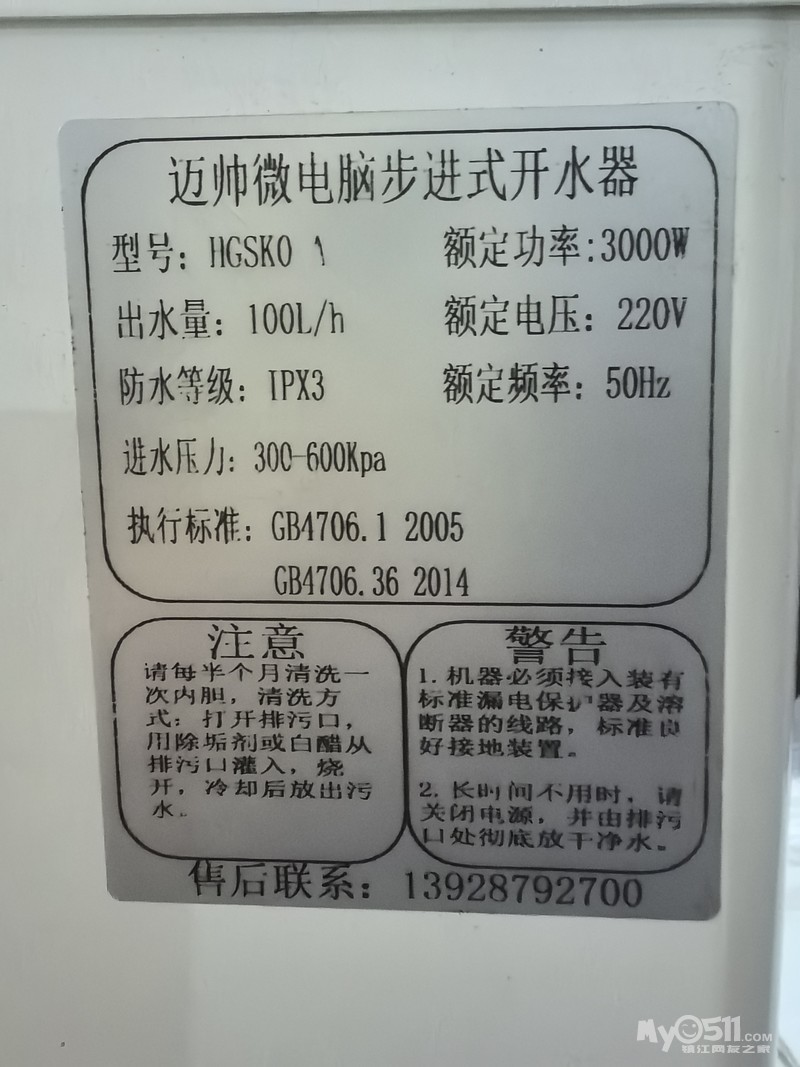 迈帅微电脑步进式开水器
型号：HGSK0 1 额定功率:3000W
出水量：100L/h 额定电压：220V
防水等级：IPX3 额定频率：50Hz
进水压力：300-600Kpa
执行标准：GB4706.1 2005
GB4706.36 2014
注意
请每半个月清洗一
次内胆，清洗方
式：打开排污口，
用除垢剂或白醋从
排污口灌入，烧
开，冷却后放出污
水。
警告
1. 机器必须接入装有
标准漏电保护器及溶
断器的线路，标准良
好接地装置。
2. 长时间不用时，请
关闭电源，并由排污
口处彻底放干净水。
售后联系：13928792700
My0511.COM
镇江网友之家